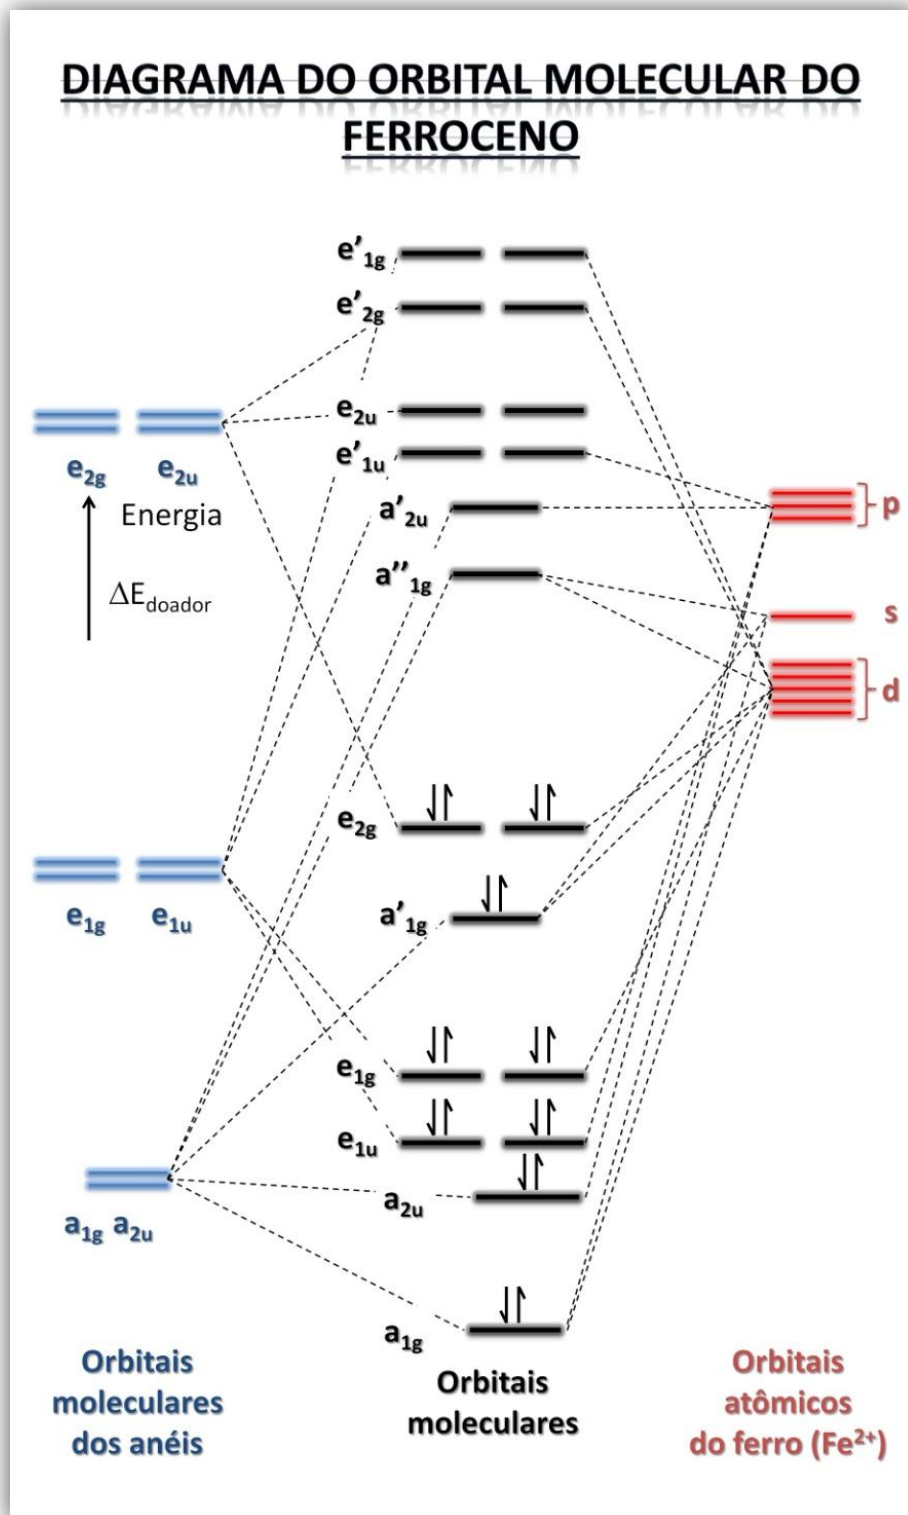 DIAGRAMA DO ORBITAL MOLECULAR DO
FERROCENO
e'1g
e'2g
e2u
e'1u
a'2u
a''1g
e2g
a'1g
e1g
e1u
a2u
a1g
e2g e2u
Energia
ΔEdoador
e1g e1u
a1g a2u
p
s
d
Orbitais
moleculares
dos anéis
Orbitais
moleculares
Orbitais
atômicos
do ferro (Fe2+)